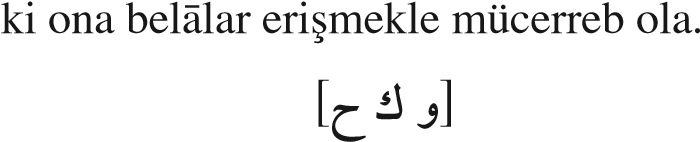 ki ona belālar erişmekle mücerreb ola.
[و ك ح]